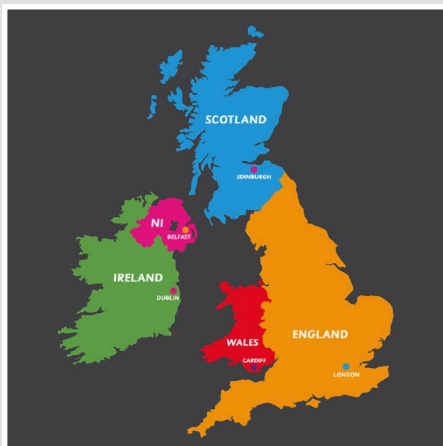 SCOTLAND
EDINBURGH
NI
BELFAST
IRELAND
DUBLIN
WALES
CARDIFF
ENGLAND
LONDON